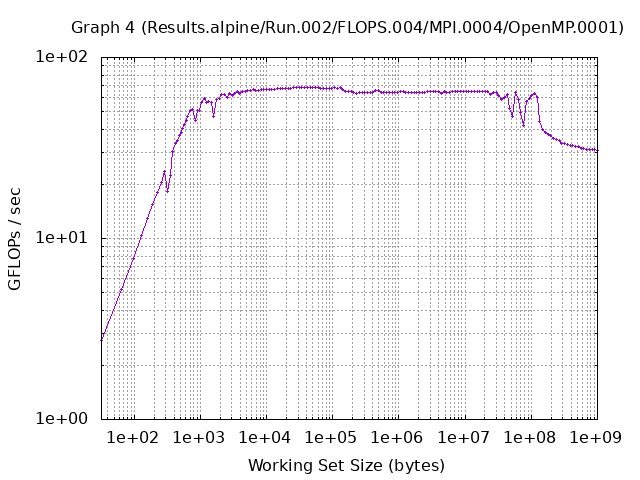 Graph 4 (Results.alpine/Run.002/FLOPS.004/MPI.0004/OpenMP.0001)
1e+02
1e+01
1e+00
GFLOPs / sec
1e+02 1e+03 1e+04 1e+05 1e+06 1e+07 1e+08 1e+09
Working Set Size (bytes)